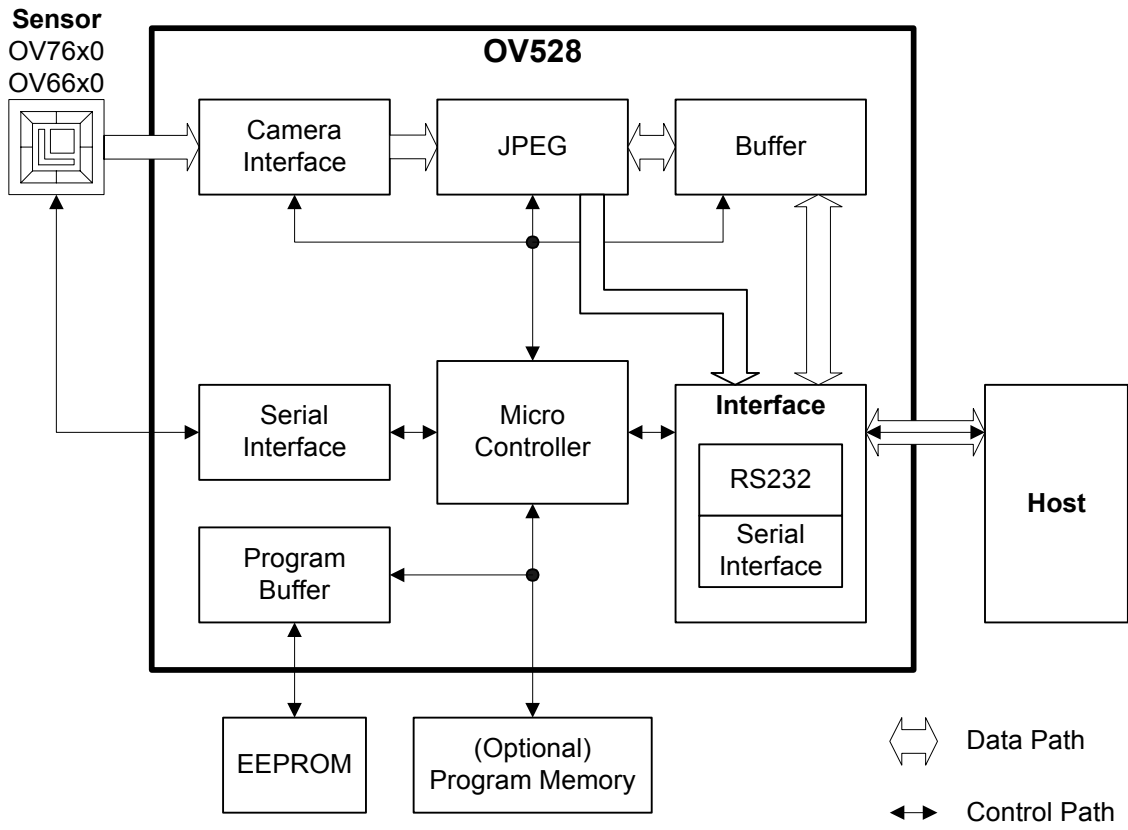 Sensor
OV76x0
OV66x0
OV528
Camera
Interface
JPEG
Buffer
Serial
Interface
Micro
Controller
Interface
RS232
Serial
Interface
Host
Program
Buffer
EEPROM
(Optional)
Program Memory
Data Path
Control Path